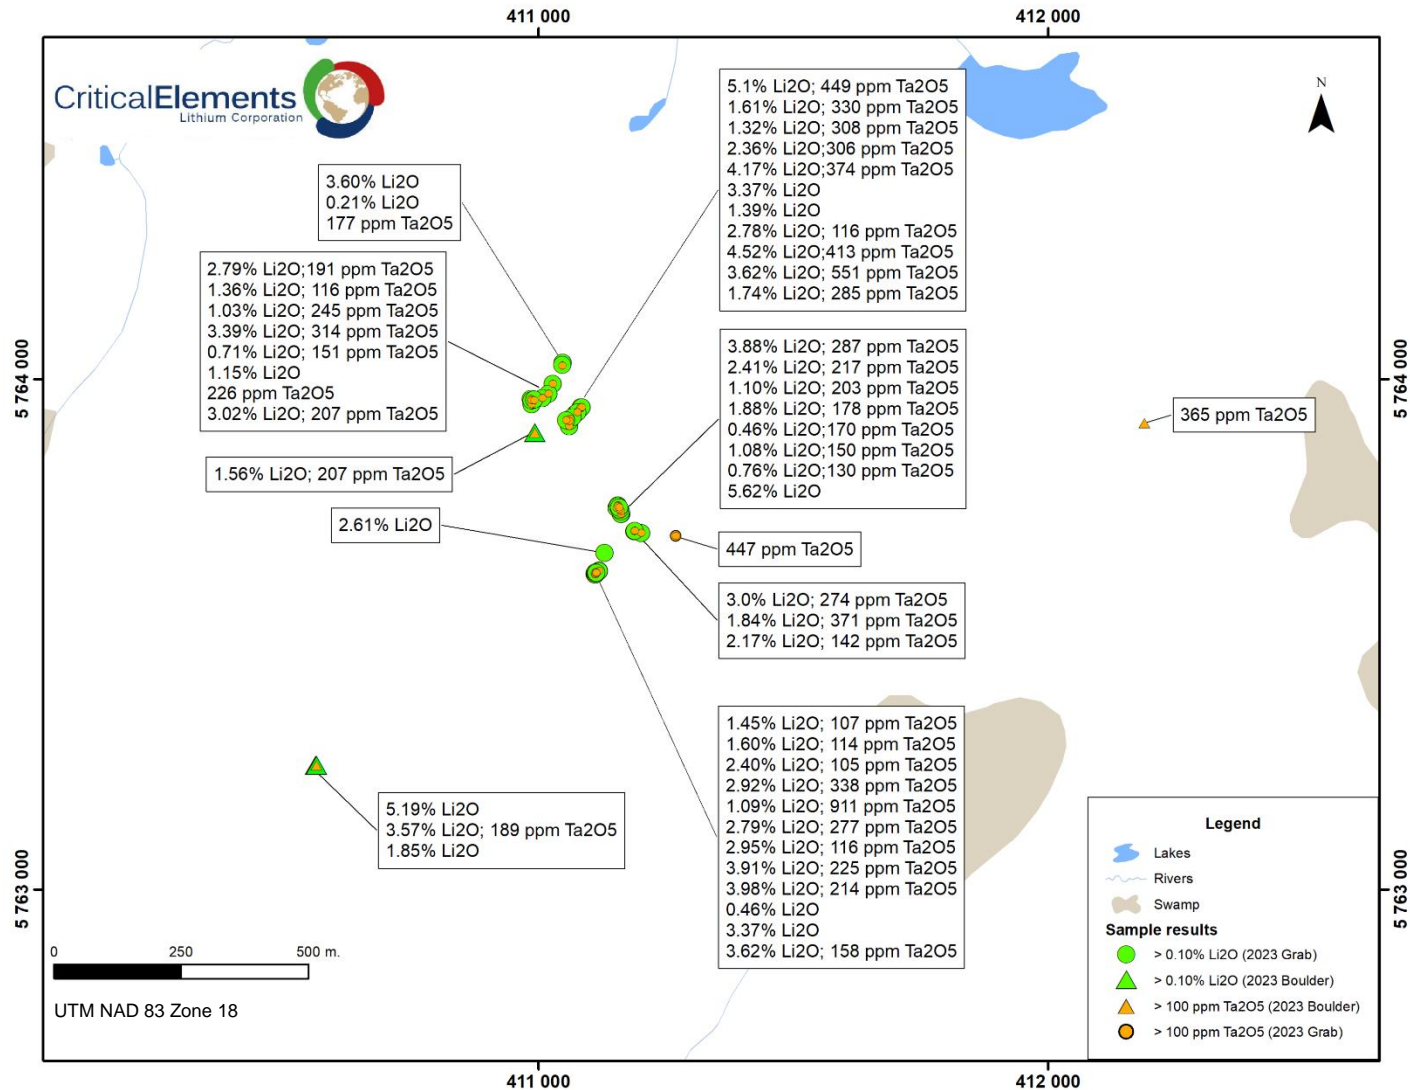 411 000
412 000
CriticalElements
Lithium Corporation
N
5.1% Li2O; 449 ppm Ta2O5
1.61% Li2O; 330 ppm Ta2O5
1.32% Li2O; 308 ppm Ta2O5
2.36% Li2O;306 ppm Ta2O5
4.17% Li2O;374 ppm Ta2O5
3.37% Li2O
1.39% Li2O
2.78% Li2O; 116 ppm Ta2O5
4.52% Li2O;413 ppm Ta2O5
3.62% Li2O; 551 ppm Ta2O5
1.74% Li2O; 285 ppm Ta2O5
3.60% Li2O
0.21% Li2O
177 ppm Ta2O5
2.79% Li2O;191 ppm Ta2O5
1.36% Li2O; 116 ppm Ta2O5
1.03% Li2O; 245 ppm Ta2O5
3.39% Li2O; 314 ppm Ta2O5
0.71% Li2O; 151 ppm Ta2O5
1.15% Li2O
226 ppm Ta2O5
3.02% Li2O; 207 ppm Ta2O5
3.88% Li2O; 287 ppm Ta2O5
2.41% Li2O; 217 ppm Ta2O5
1.10% Li2O; 203 ppm Ta2O5
1.88% Li2O; 178 ppm Ta2O5
0.46% Li2O;170 ppm Ta2O5
1.08% Li2O;150 ppm Ta2O5
0.76% Li2O;130 ppm Ta2O5
5.62% Li2O
5 764 000
5 764 000
365 ppm Ta2O5
1.56% Li2O; 207 ppm Ta2O5
2.61% Li2O
447 ppm Ta2O5
3.0% Li2O; 274 ppm Ta2O5
1.84% Li2O; 371 ppm Ta2O5
2.17% Li2O; 142 ppm Ta2O5
1.45% Li2O; 107 ppm Ta2O5
1.60% Li2O; 114 ppm Ta2O5
2.40% Li2O; 105 ppm Ta2O5
2.92% Li2O; 338 ppm Ta2O5
1.09% Li2O; 911 ppm Ta2O5
2.79% Li2O; 277 ppm Ta2O5
2.95% Li2O; 116 ppm Ta2O5
3.91% Li2O; 225 ppm Ta2O5
3.98% Li2O; 214 ppm Ta2O5
0.46% Li2O
3.37% Li2O
3.62% Li2O; 158 ppm Ta2O5
5.19% Li2O
3.57% Li2O; 189 ppm Ta2O5
1.85% Li2O
5 763 000
5 763 000
0 250 500 m.
UTM NAD 83 Zone 18
Legend
Lakes
Rivers
Swamp
Sample results
> 0.10% Li2O (2023 Grab)
> 0.10% Li2O (2023 Boulder)
> 100 ppm Ta2O5 (2023 Boulder)
> 100 ppm Ta2O5 (2023 Grab)
411 000
412 000